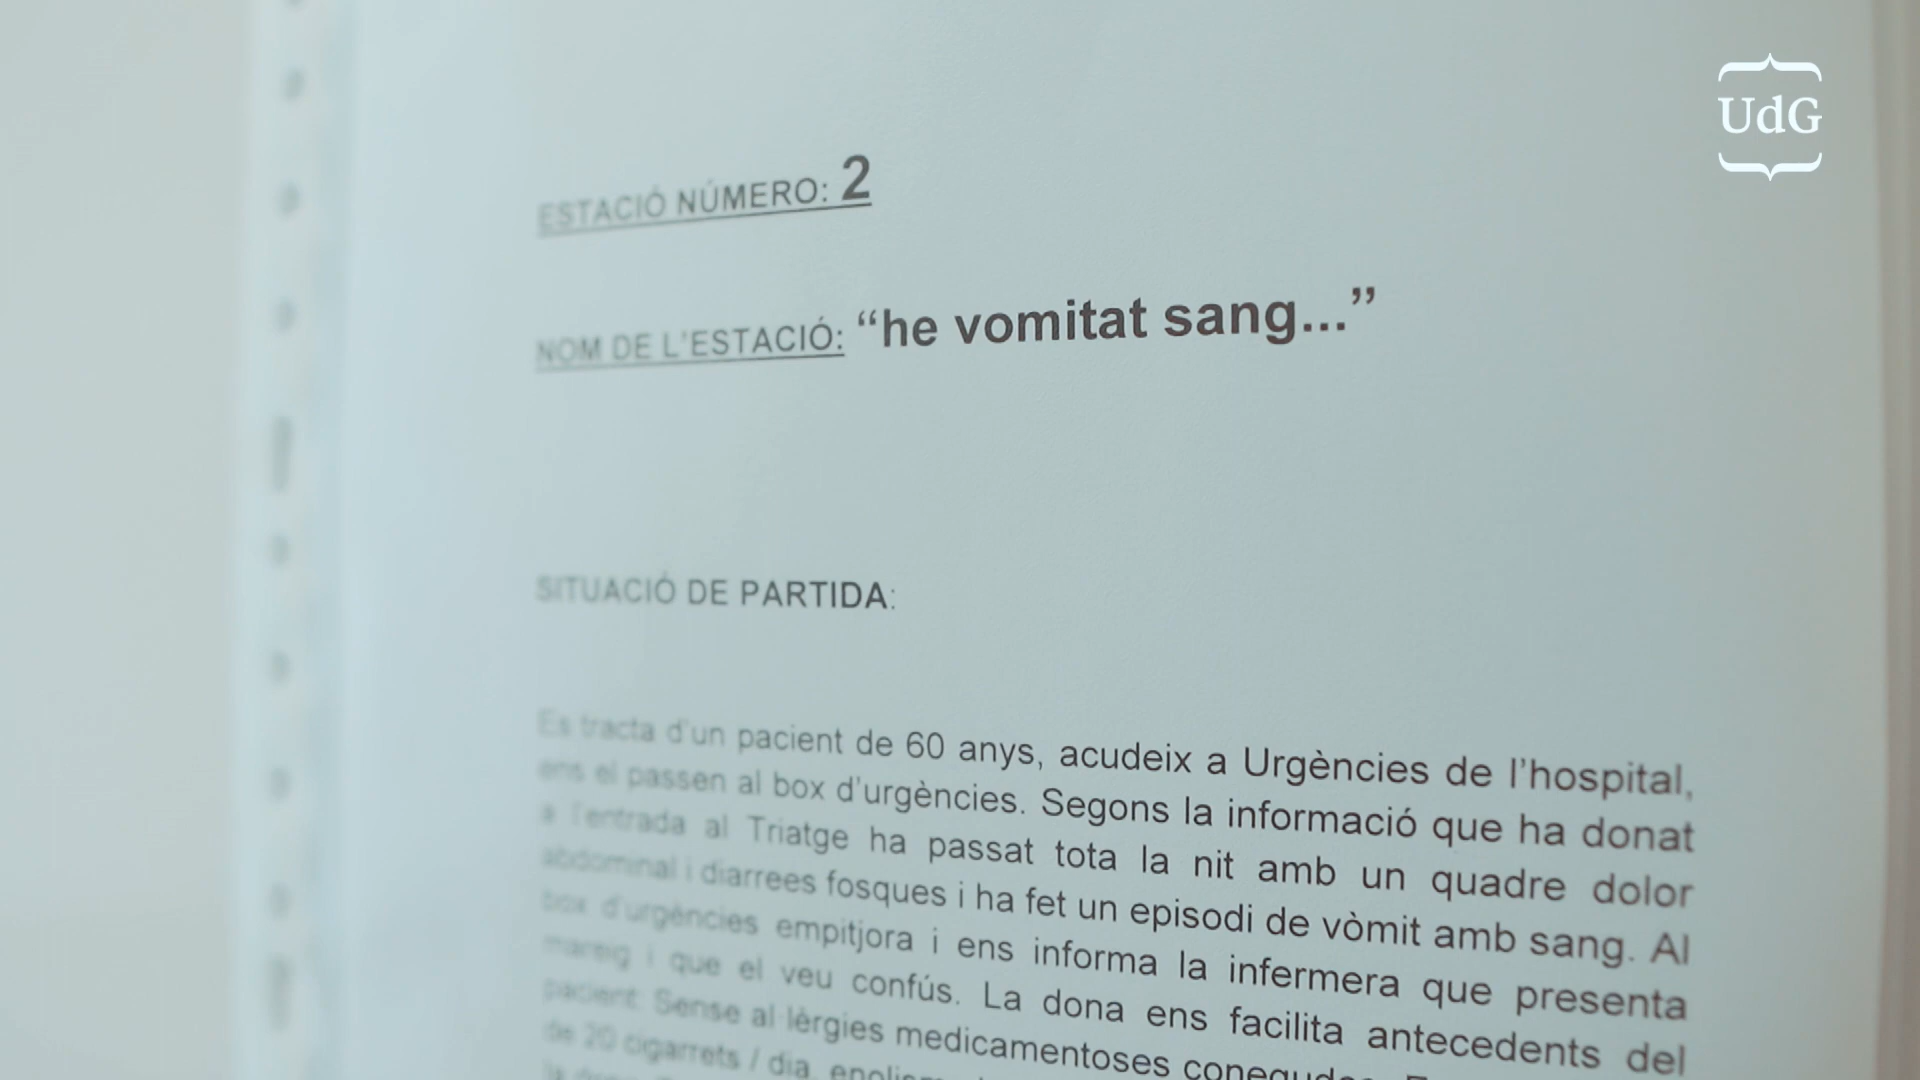 UdG
ESTACIÓ NÚMERO: 2
NOM DE L'ESTACIÓ: “he vomitat sang...”
SITUACIÓ DE PARTIDA:
Es tracta d'un pacient de 60 anys, acudeix a Urgències de l'hospital,
ens el passen al box d'urgències. Segons la informació que ha donat
a l'entrada al Triatge ha passat tota la nit amb un quadre dolor
abdominal i diarrees fosques i ha fet un episodi de vòmit amb sang. Al
box d'urgències empitjora i ens informa la infermera que presenta
mareig i que el veu confús. La dona ens facilita antecedents del
pacient: Sense al·lèrgies medicamentoses conegudes.
de 20 cigarrets / dia,